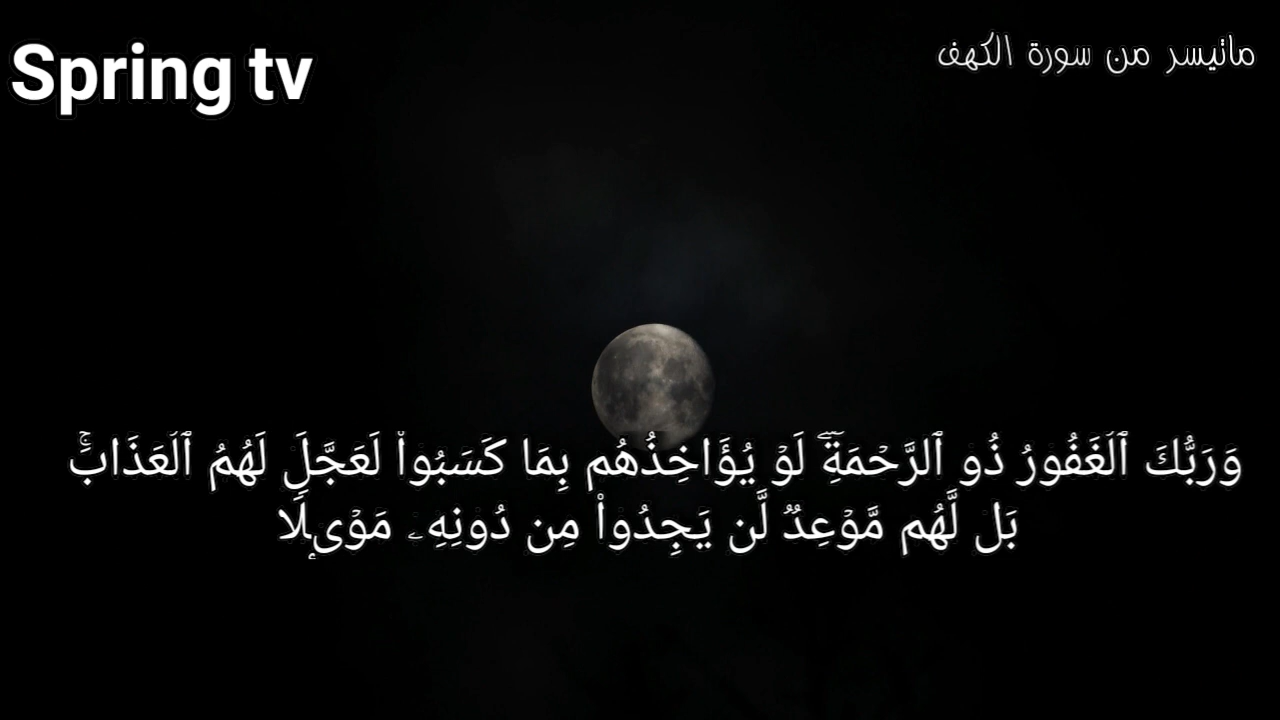 Spring tv
ماتيسر من سورة الكهف
وَرَبُّكَ ٱلۡغَفُورُ ذُو ٱلرَّحۡمَةِۖ لَوۡ يُؤَاخِذُهُم بِمَا كَسَبُواْ لَعَجَّلَ لَهُمُ ٱلۡعَذَابَۚ
بَل لَّهُم مَّوۡعِدٞ لَّن يَجِدُواْ مِن دُونِهِۦ مَوۡئِلٗا